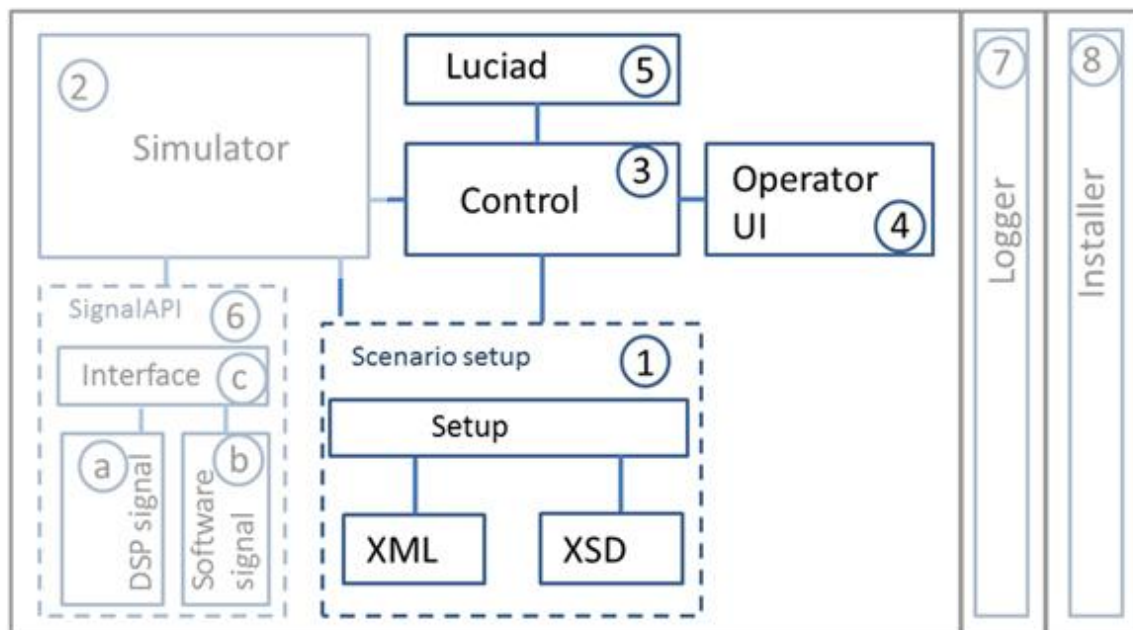 2
Simulator
Luciad
5
3
Control
Operator
UI
4
SignalAPI
6
Interface
c
a
DSP signal
b
Software
signal
Scenario setup
1
Setup
XML
XSD
7
Logger
8
Installer